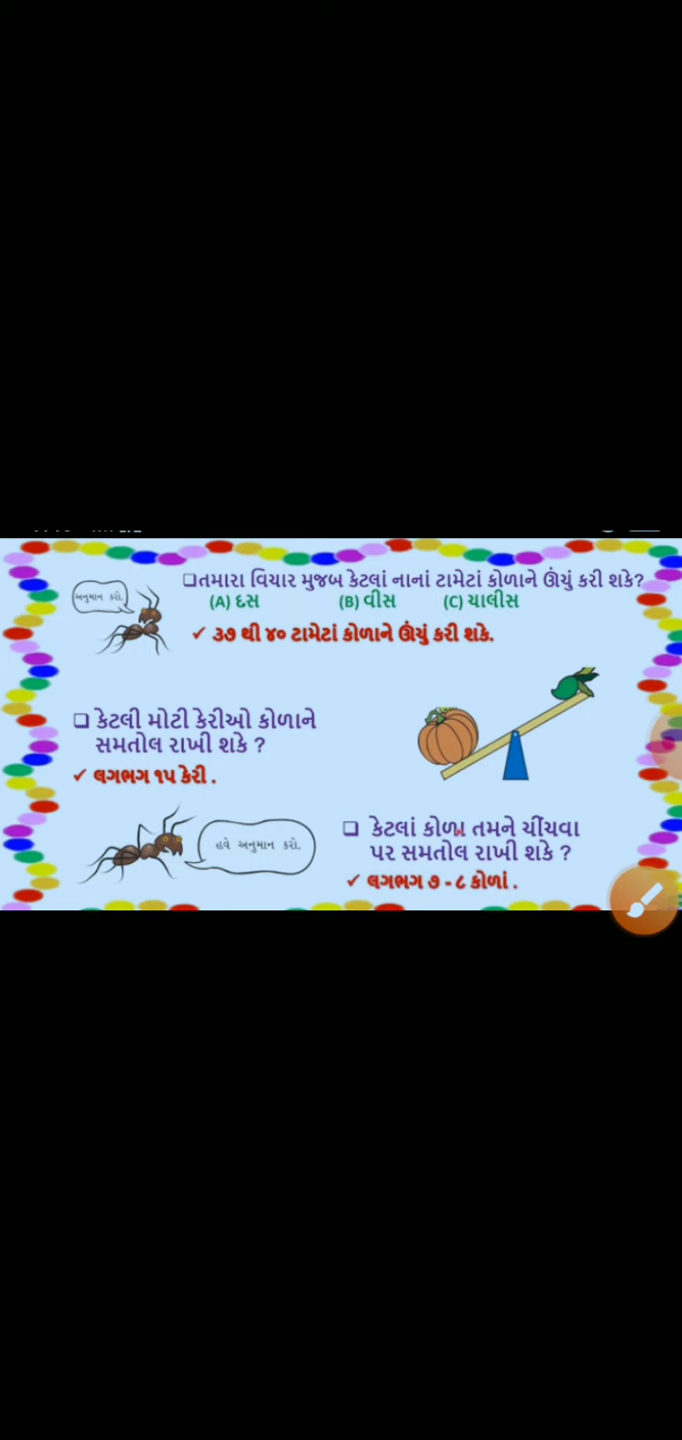 અનુમાન કરો.
❑તમારા વિચાર મુજબ કેટલાં નાનાં ટામેટાં કોળાને ઊંચું કરી શકે?
(A) દસ (B) વીસ (C) ચાલીસ
✓ ૩૭ થી ૪૦ ટામેટાં કોળાને ઊંચું કરી શકે.
❑ કેટલી મોટી કેરીઓ કોળાને
સમતોલ રાખી શકે ?
✓ લગભગ ૧૫ કેરી .
હવે અનુમાન કરો.
❑ કેટલાં કોળા તમને ચીંચવા
પર સમતોલ રાખી શકે ?
✓ લગભગ ૭ - ૮ કોળાં .